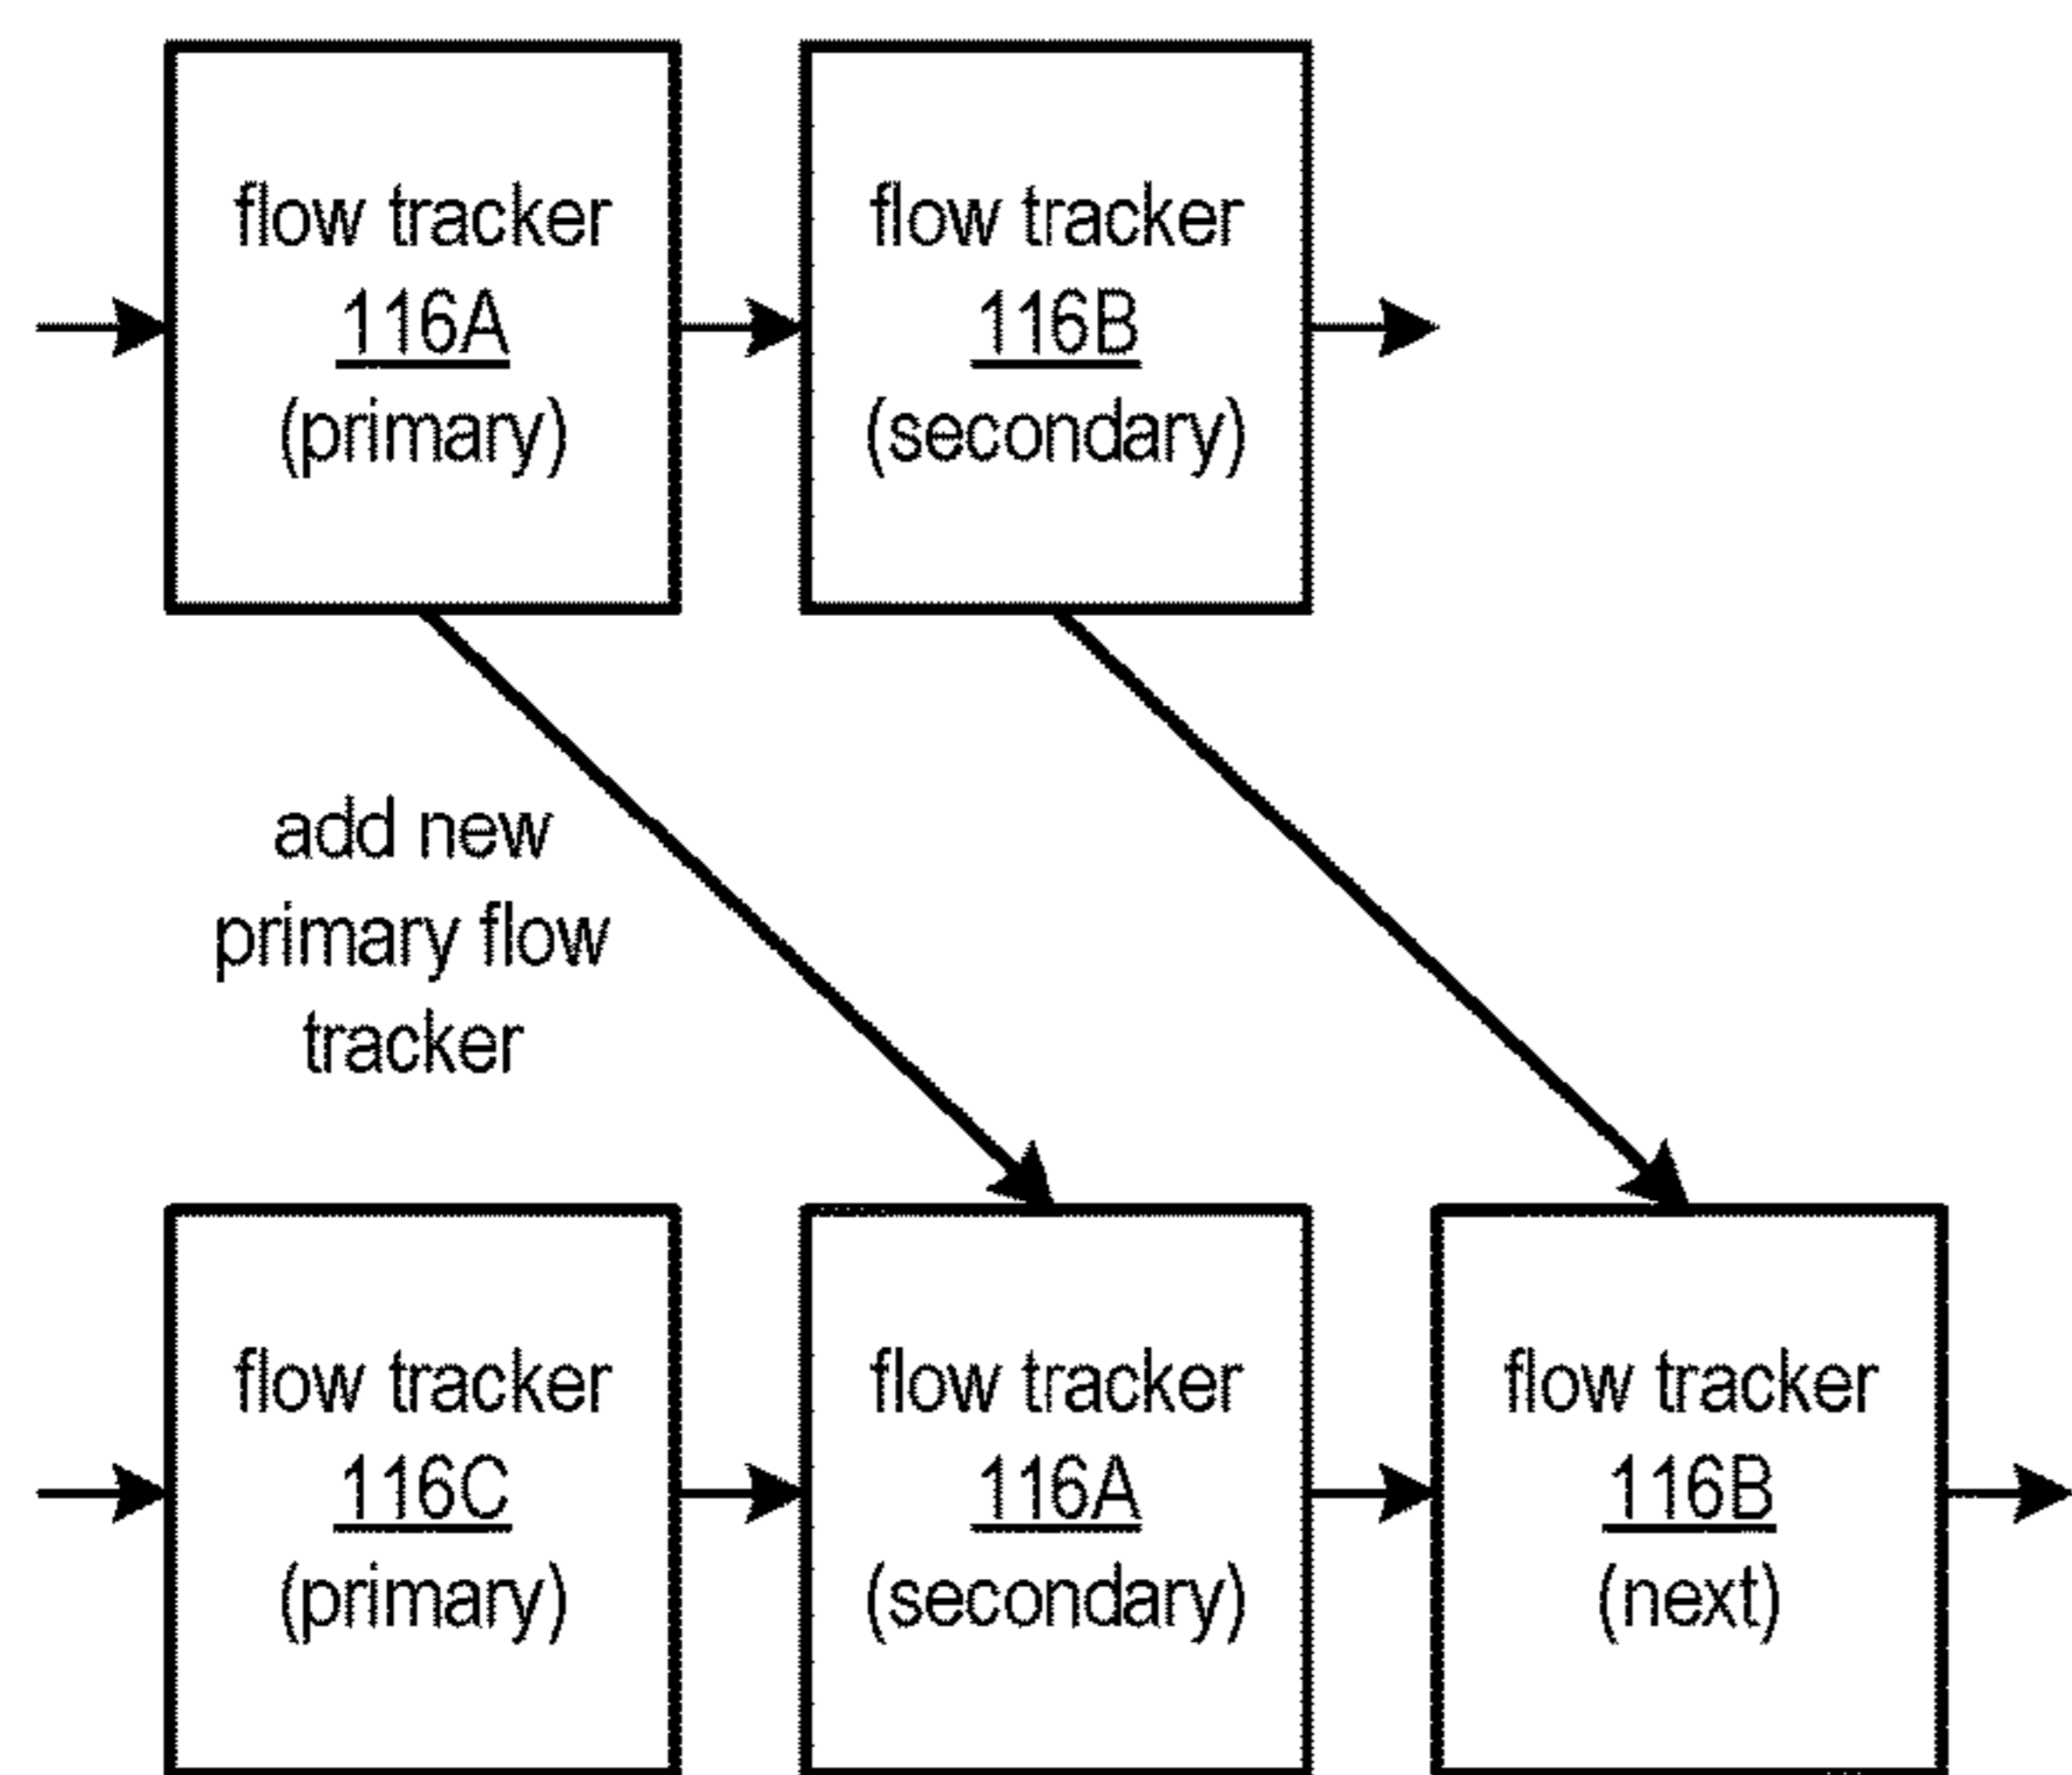 flow tracker
116A
(primary)
flow tracker
116B
(secondary)
add new
primary flow
tracker
flow tracker
116C
(primary)
flow tracker
116A
(secondary)
flow tracker
116B
(next)